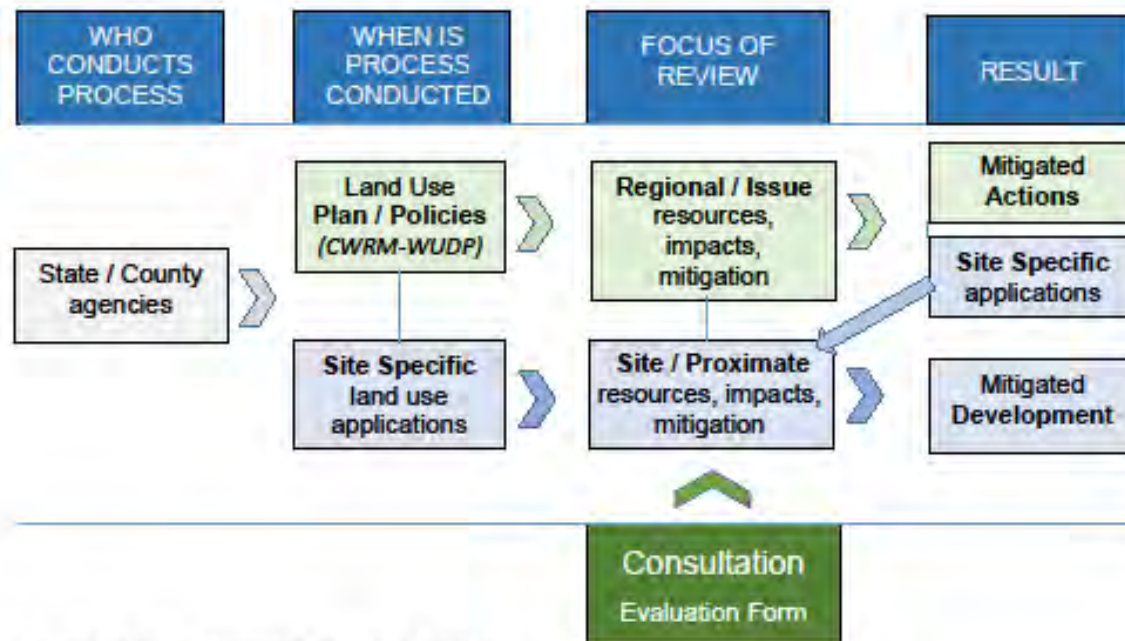 WHO
CONDUCTS
PROCESS
WHEN IS
PROCESS
CONDUCTED
FOCUS OF
REVIEW
RESULT
State / County
agencies
Land Use
Plan / Policies
(CWRM-WUDP)
Regional / Issue
resources,
impacts,
mitigation
Mitigated
Actions
Site Specific
applications
Site Specific
land use
applications
Site / Proximate
resources, impacts,
mitigation
Mitigated
Development
Consultation
Evaluation Form